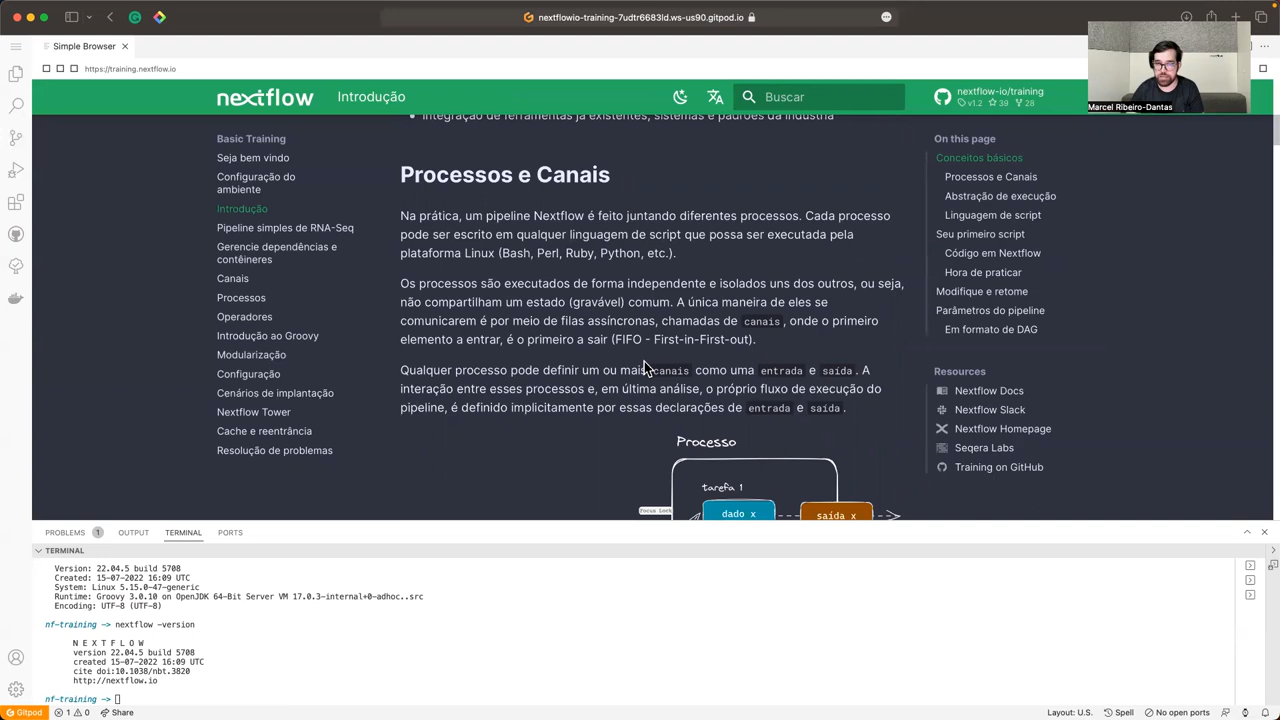 nextflowio-training-7udtr6683ld.ws-us90.gitpod.io
Simple Browser
https://training.nextflow.io
nextflow
Introdução
Buscar
nextflow-io/training
v1.2 39 28
Marcel Ribeiro-Dantas
Basic Training
Seja bem vindo
Configuração do
ambiente
Introdução
Pipeline simples de RNA-Seq
Gerencie dependências e
contêineres
Canais
Processos
Operadores
Introdução ao Groovy
Modularização
Configuração
Cenários de implantação
Nextflow Tower
Cache e reentrância
Resolução de problemas
Integração de ferramentas já existentes, sistemas e padrões da indústria
Processos e Canais
Na prática, um pipeline Nextflow é feito juntando diferentes processos. Cada processo
pode ser escrito em qualquer linguagem de script que possa ser executada pela
plataforma Linux (Bash, Perl, Ruby, Python, etc.).
Os processos são executados de forma independente e isolados uns dos outros, ou seja,
não compartilham um estado (gravável) comum. A única maneira de eles se
comunicarem é por meio de filas assíncronas, chamadas de canais, onde o primeiro
elemento a entrar, é o primeiro a sair (FIFO - First-in-First-out).
Qualquer processo pode definir um ou mais canais como uma entrada e saída. A
interação entre esses processos e, em última análise, o próprio fluxo de execução do
pipeline, é definido implicitamente por essas declarações de entrada e saída.
Processo
tarefa 1
dado x
saída x
Focus Lock
On this page
Conceitos básicos
Processos e Canais
Abstração de execução
Linguagem de script
Seu primeiro script
Código em Nextflow
Hora de praticar
Modifique e retome
Parâmetros do pipeline
Em formato de DAG
Resources
Nextflow Docs
Nextflow Slack
Nextflow Homepage
Seqera Labs
Training on GitHub
PROBLEMS 1 OUTPUT TERMINAL PORTS
TERMINAL
Version: 22.04.5 build 5708
Created: 15-07-2022 16:09 UTC
System: Linux 5.15.0-47-generic
Runtime: Groovy 3.0.10 on OpenJDK 64-Bit Server VM 17.0.3-internal+0-adhoc..src
Encoding: UTF-8 (UTF-8)
nf-training -> nextflow -version
N E X T F L O W
version 22.04.5 build 5708
created 15-07-2022 16:09 UTC
cite doi:10.1038/nbt.3820
http://nextflow.io
nf-training ->
Gitpod 1 0 Share
Layout: U.S. Spell No open ports